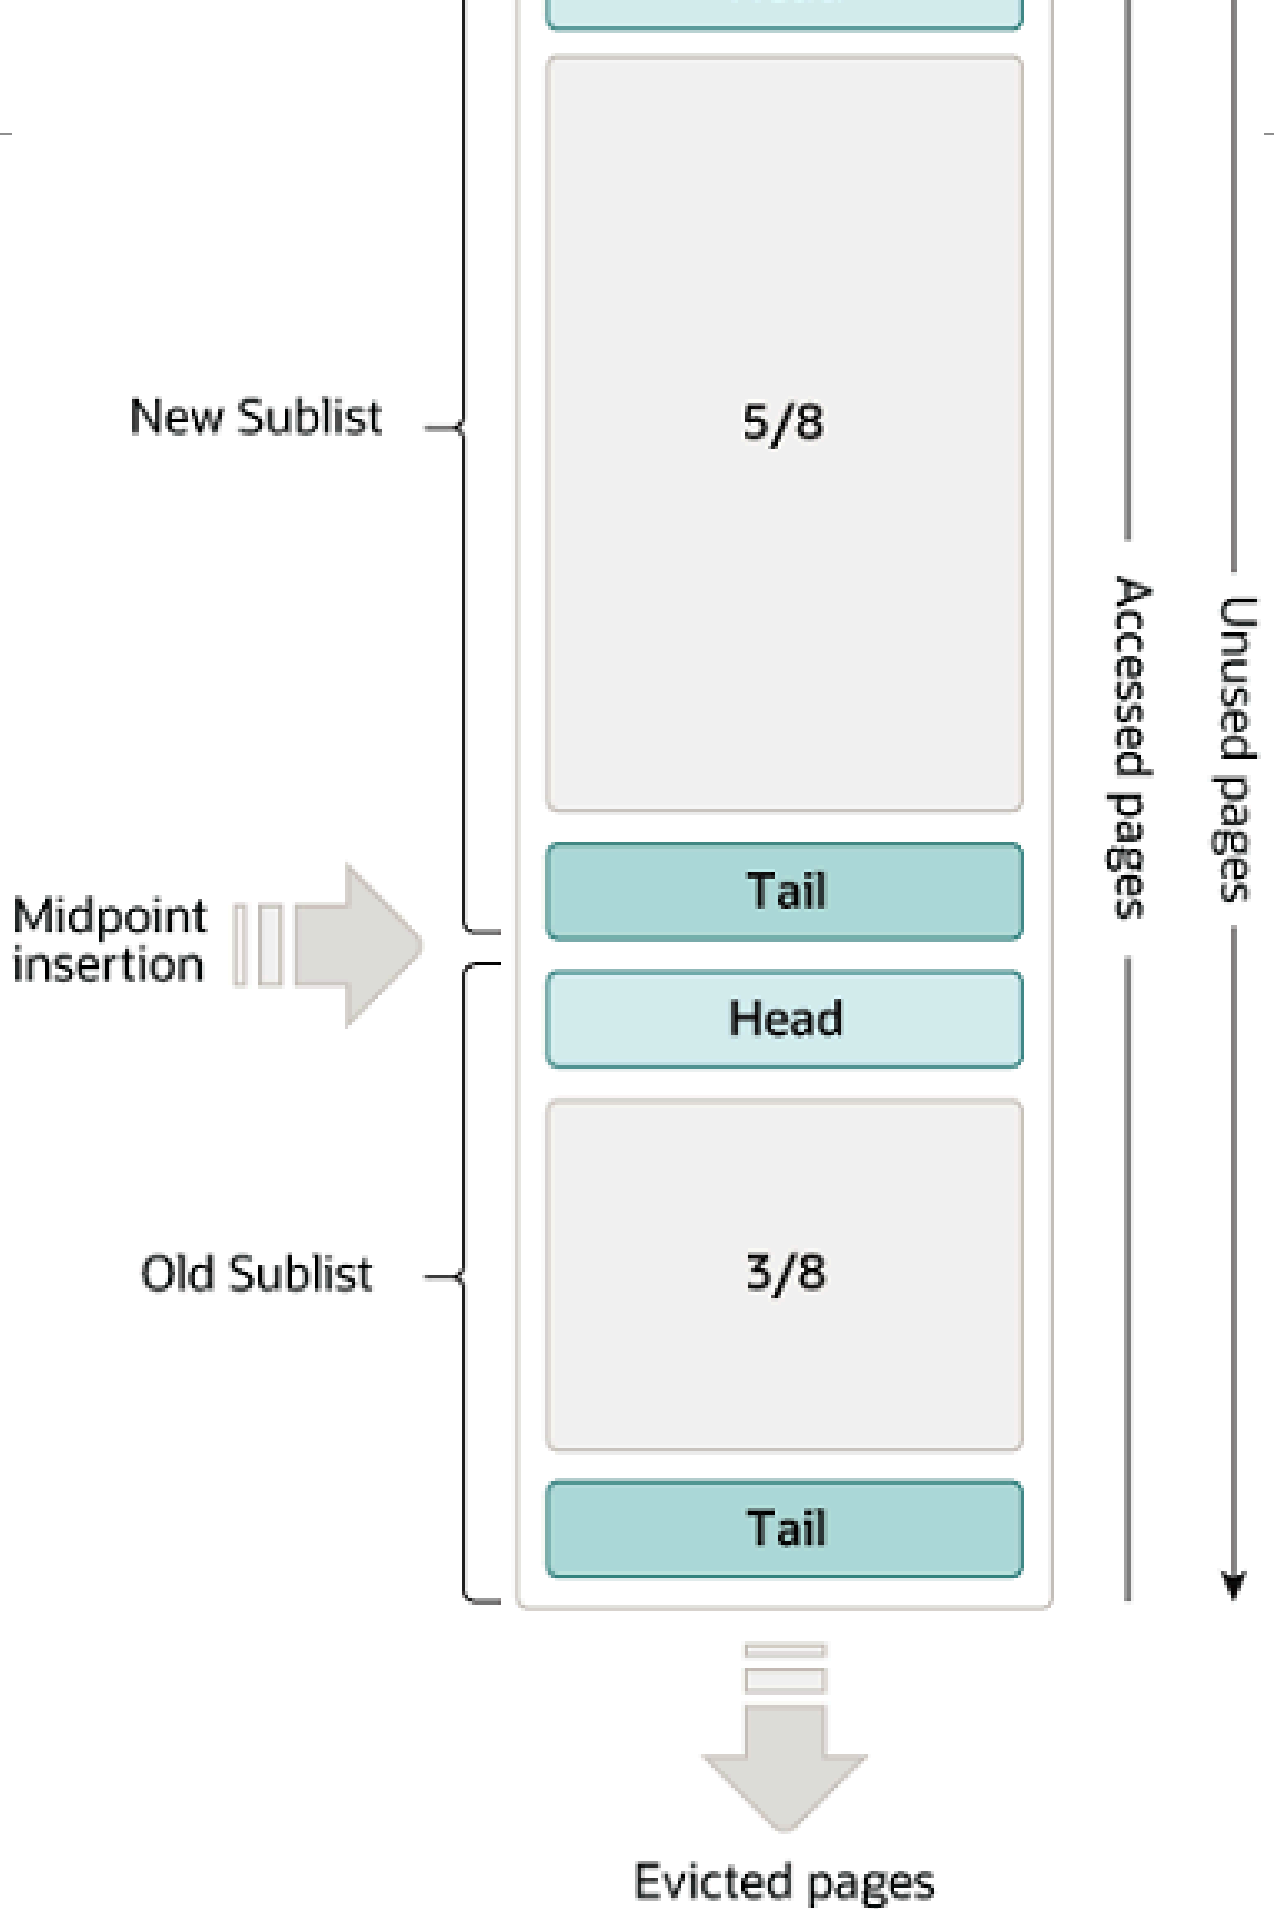 New Sublist
5/8
Accessed pages
Unused pages
Tail
Midpoint
insertion
Head
Old Sublist
3/8
Tail
Evicted pages